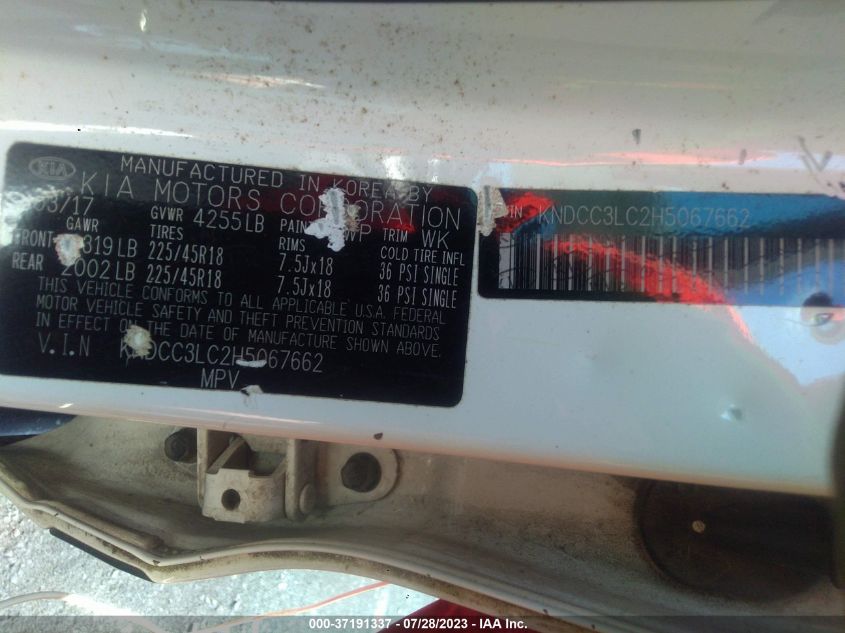 KIA
MANUFACTURED IN KOREA BY
KIA MOTORS CORPORATION
03/17 GVWR 4255LB PAINT TRIM WK
GAWR TIRES RIMS COLD TIRE INFL
FRONT 819LB 225/45R18 7.5Jx18 36 PSI SINGLE
REAR 2002LB 225/45R18 7.5Jx18 36 PSI SINGLE
THIS VEHICLE CONFORMS TO ALL APPLICABLE U.S.A. FEDERAL
MOTOR VEHICLE SAFETY AND THEFT PREVENTION STANDARDS
IN EFFECT ON THE DATE OF MANUFACTURE SHOWN ABOVE.
V.I.N KNDCC3LC2H5067662
MPV
KNDCC3LC2H5067662
000-37191337 - 07/28/2023 - IAA Inc.